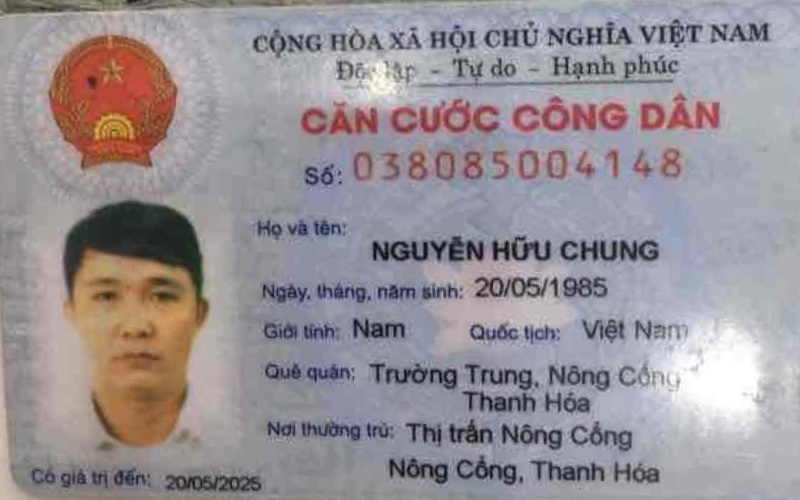 CỘNG HÒA XÃ HỘI CHỦ NGHĨA VIỆT NAM
Độc lập - Tự do - Hạnh phúc
CĂN CƯỚC CÔNG DÂN
Số: 038085004148
Họ và tên:
NGUYỄN HỮU CHUNG
Ngày, tháng, năm sinh: 20/05/1985
Giới tính: Nam Quốc tịch: Việt Nam
Quê quán: Trường Trung, Nông Cống
Thanh Hóa
Nơi thường trú: Thị trấn Nông Cống
Nông Cống, Thanh Hóa
Có giá trị đến: 20/05/2025